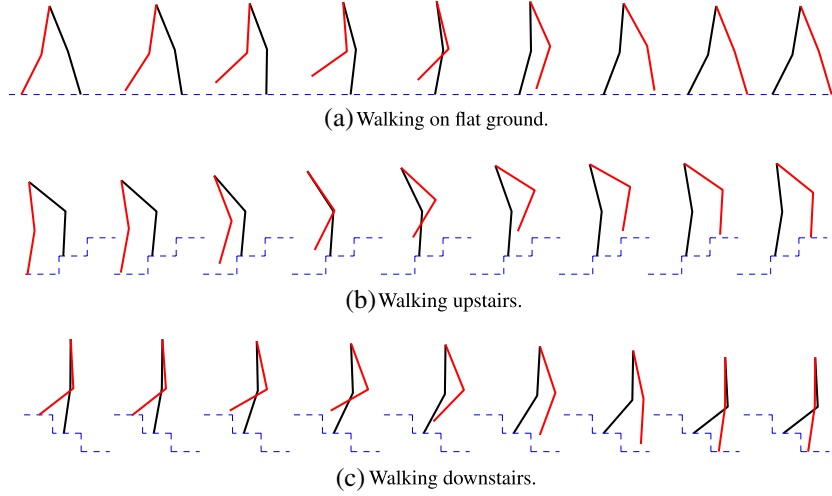 (a) Walking on flat ground.
(b) Walking upstairs.
(c) Walking downstairs.